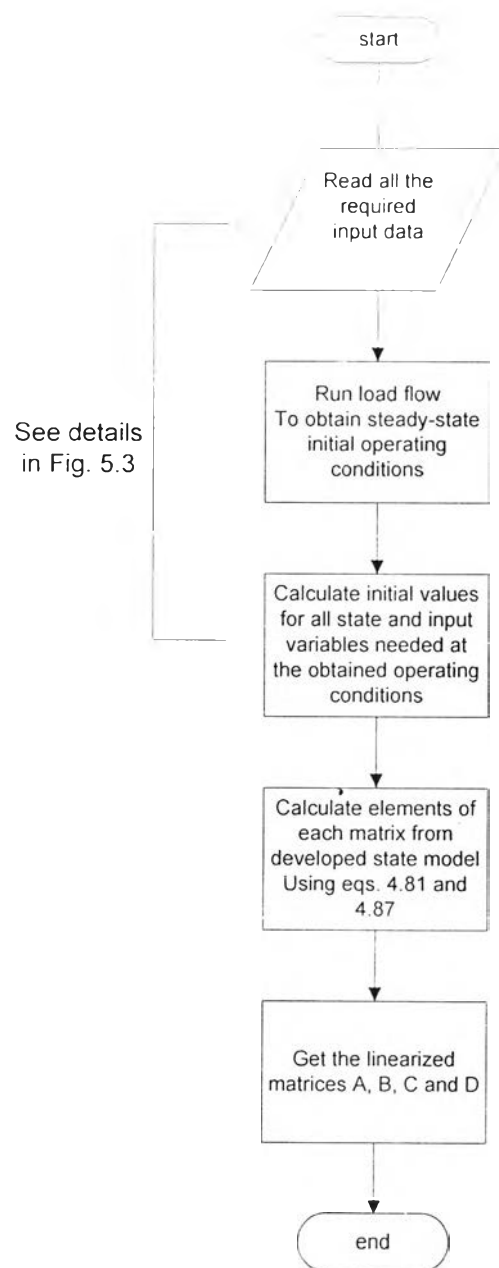 start
Read all the
required
input data
Run load flow
To obtain steady-state
initial operating
conditions
See details
in Fig. 5.3
Calculate initial values
for all state and input
variables needed at
the obtained operating
conditions
Calculate elements of
each matrix from
developed state model
Using eqs. 4.81 and
4.87
Get the linearized
matrices A, B, C and D
end